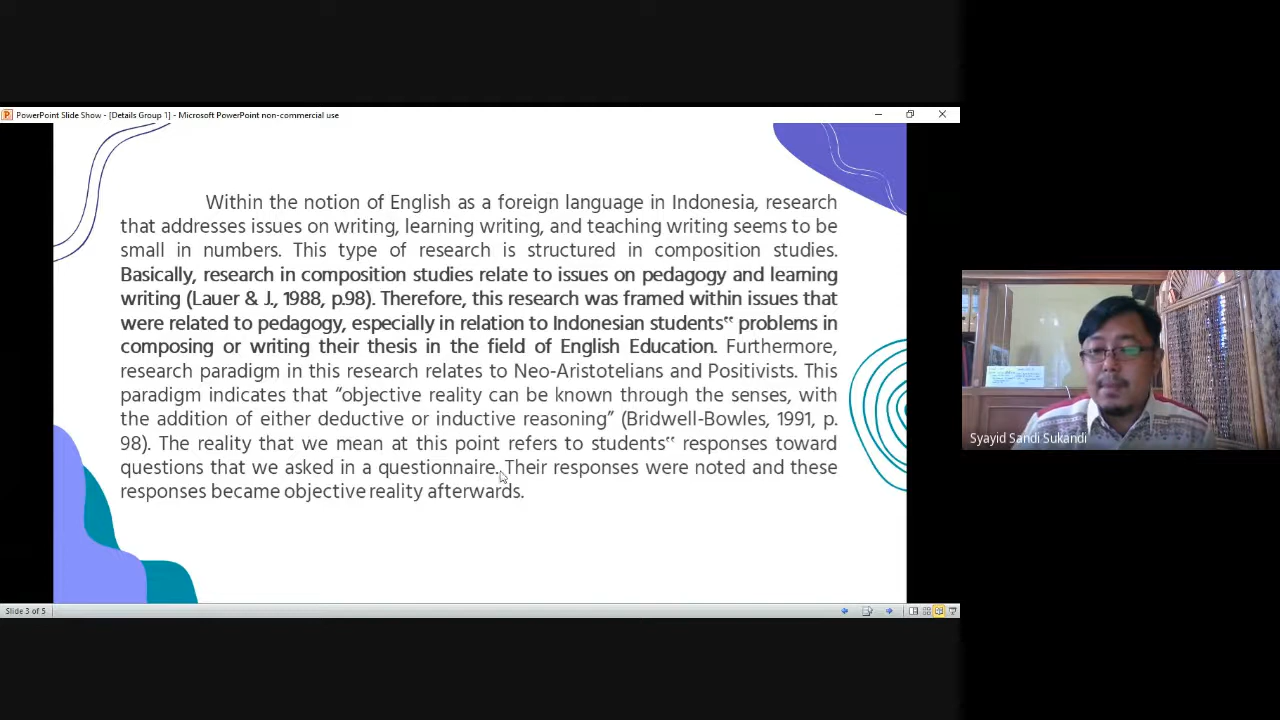 PowerPoint Slide Show - [Details Group 1] - Microsoft PowerPoint non-commercial use
Within the notion of English as a foreign language in Indonesia, research
that addresses issues on writing, learning writing, and teaching writing seems to be
small in numbers. This type of research is structured in composition studies.
Basically, research in composition studies relate to issues on pedagogy and learning
writing (Lauer & J., 1988, p.98). Therefore, this research was framed within issues that
were related to pedagogy, especially in relation to Indonesian students‟ problems in
composing or writing their thesis in the field of English Education. Furthermore,
research paradigm in this research relates to Neo-Aristotelians and Positivists. This
paradigm indicates that “objective reality can be known through the senses, with
the addition of either deductive or inductive reasoning” (Bridwell-Bowles, 1991, p.
98). The reality that we mean at this point refers to students‟ responses toward
questions that we asked in a questionnaire. Their responses were noted and these
responses became objective reality afterwards.
Slide 3 of 5
Syayid Sandi Sukandi